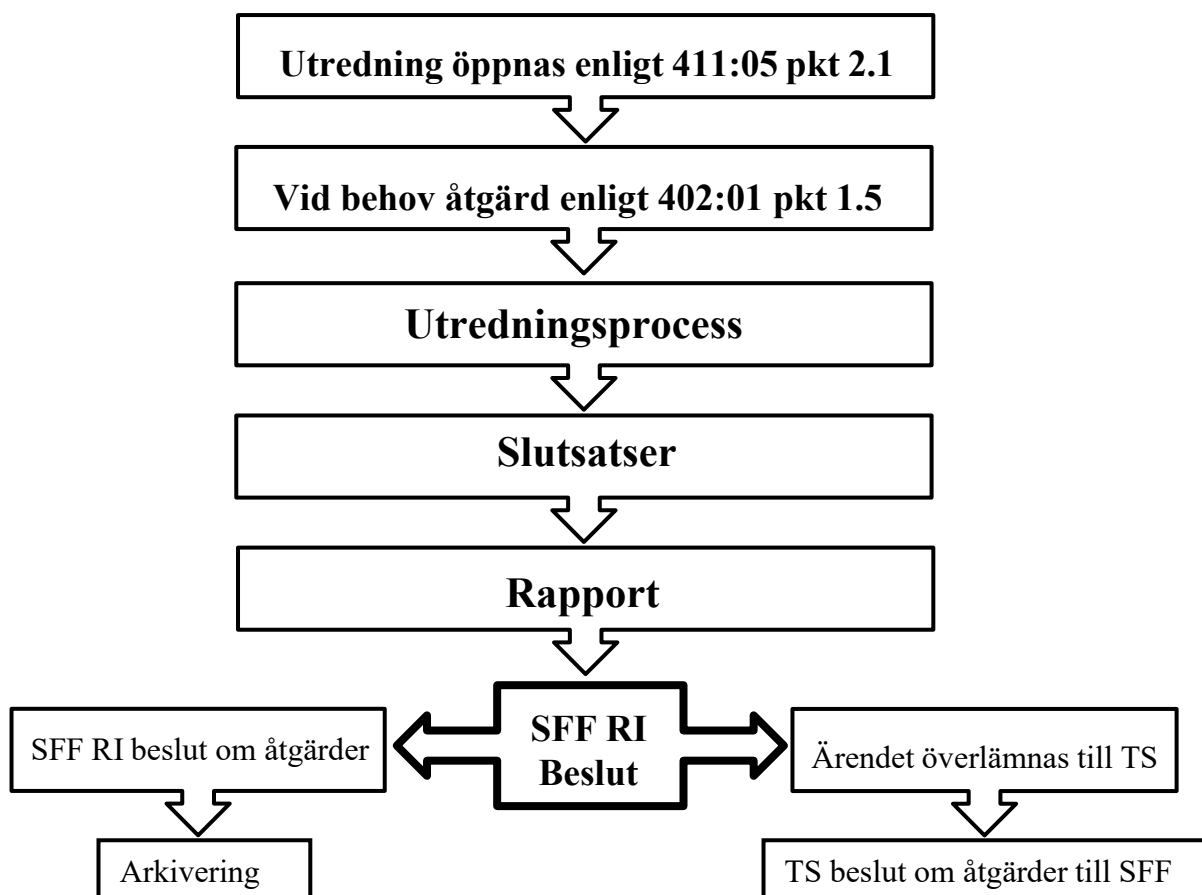 Utredning öppnas enligt 411:05 pkt 2.1
Vid behov åtgärd enligt 402:01 pkt 1.5
Utredningsprocess
Slutsatser
Rapport
SFF RI
Beslut
SFF RI beslut om åtgärder
Ärendet överlämnas till TS
Arkivering
TS beslut om åtgärder till SFF